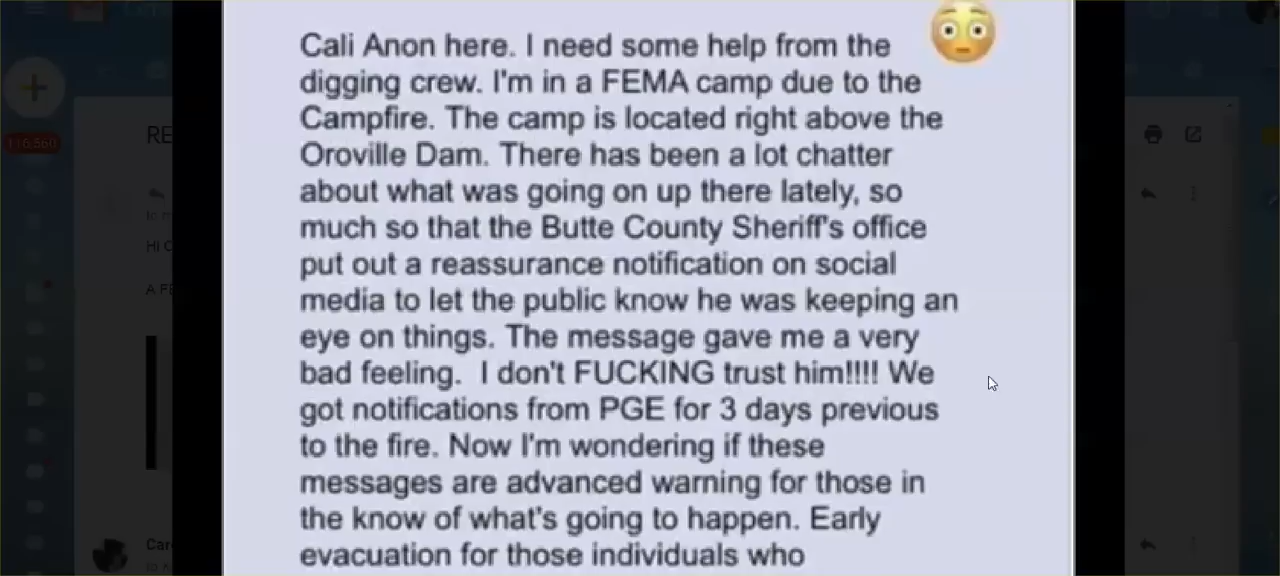 Cali Anon here. I need some help from the
digging crew. I'm in a FEMA camp due to the
Campfire. The camp is located right above the
Oroville Dam. There has been a lot chatter
about what was going on up there lately, so
much so that the Butte County Sheriff's office
put out a reassurance notification on social
media to let the public know he was keeping an
eye on things. The message gave me a very
bad feeling.  I don't FUCKING trust him!!!! We
got notifications from PGE for 3 days previous
to the fire. Now I'm wondering if these
messages are advanced warning for those in
the know of what's going to happen. Early
evacuation for those individuals who
RE